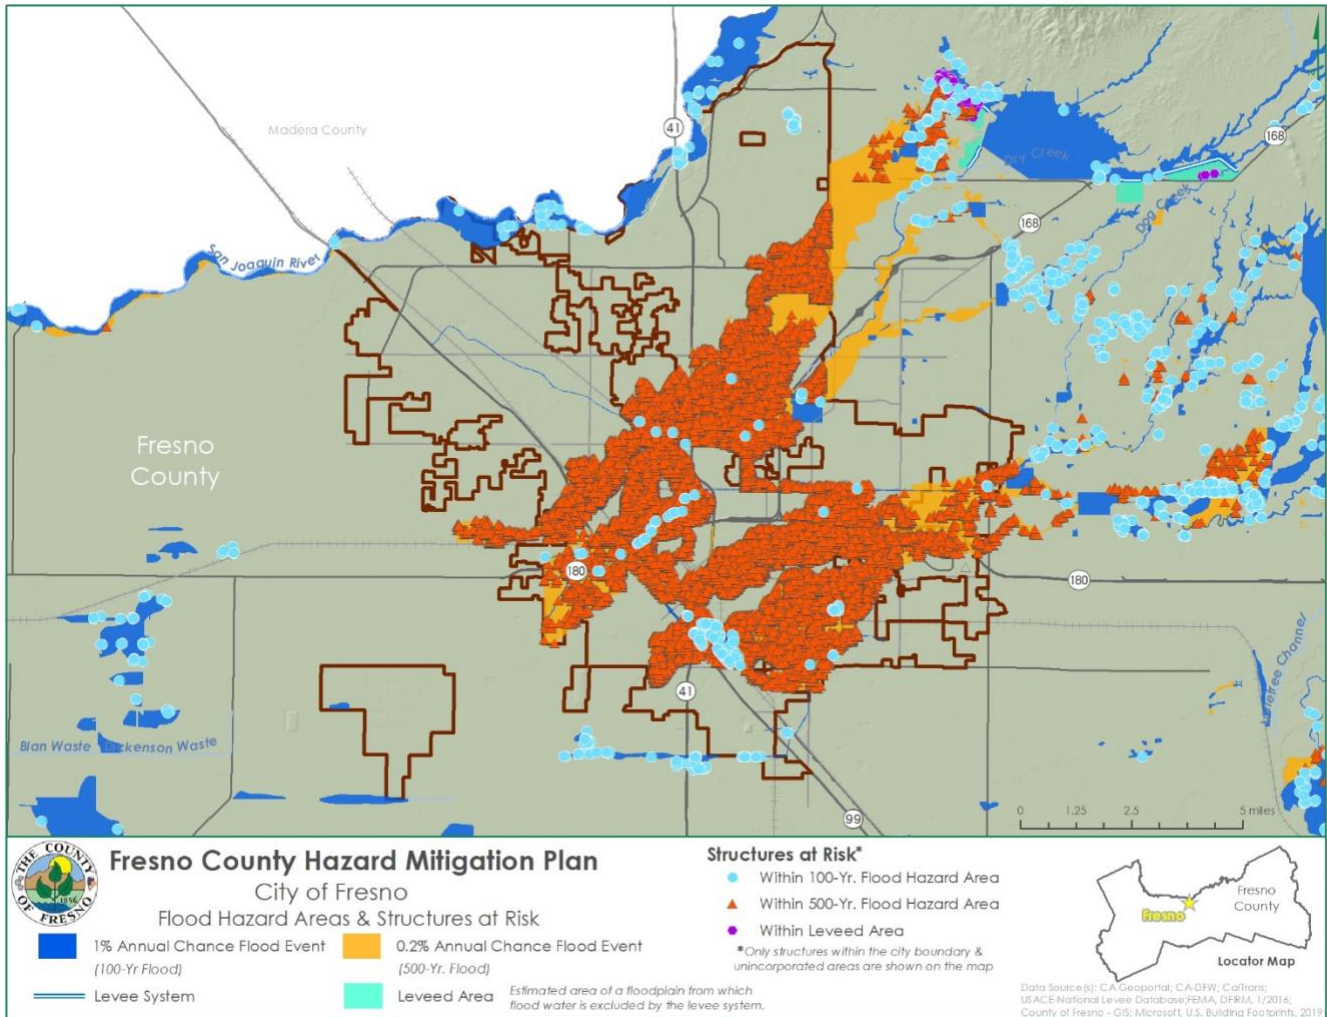 Madera County
41
168
Dry Creek
168
Dog Creek
San Joaquin River
Fresno
County
180
180
41
99
Blan Waste
Dickenson Waste
0 1.25 2.5 5 miles
THE COUNTY
OF FRESNO
1856
Fresno County Hazard Mitigation Plan
City of Fresno
Flood Hazard Areas & Structures at Risk
1% Annual Chance Flood Event
(100-Yr Flood)
0.2% Annual Chance Flood Event
(500-Yr. Flood)
Levee System
Leveed Area
Estimated area of a floodplain from which
flood water is excluded by the levee system.
Structures at Risk*
Within 100-Yr. Flood Hazard Area
Within 500-Yr. Flood Hazard Area
Within Leveed Area
*Only structures within the city boundary &
unincorporated areas are shown on the map
Fresno
County
Fresno
Locator Map
Data Source(s): CA Geoportal; CA-DFW; CalTrans;
USACE-National Levee Database;FEMA, DFIRM, 1/2016;
County of Fresno - GIS; Microsoft, U.S. Building Footprints, 2019